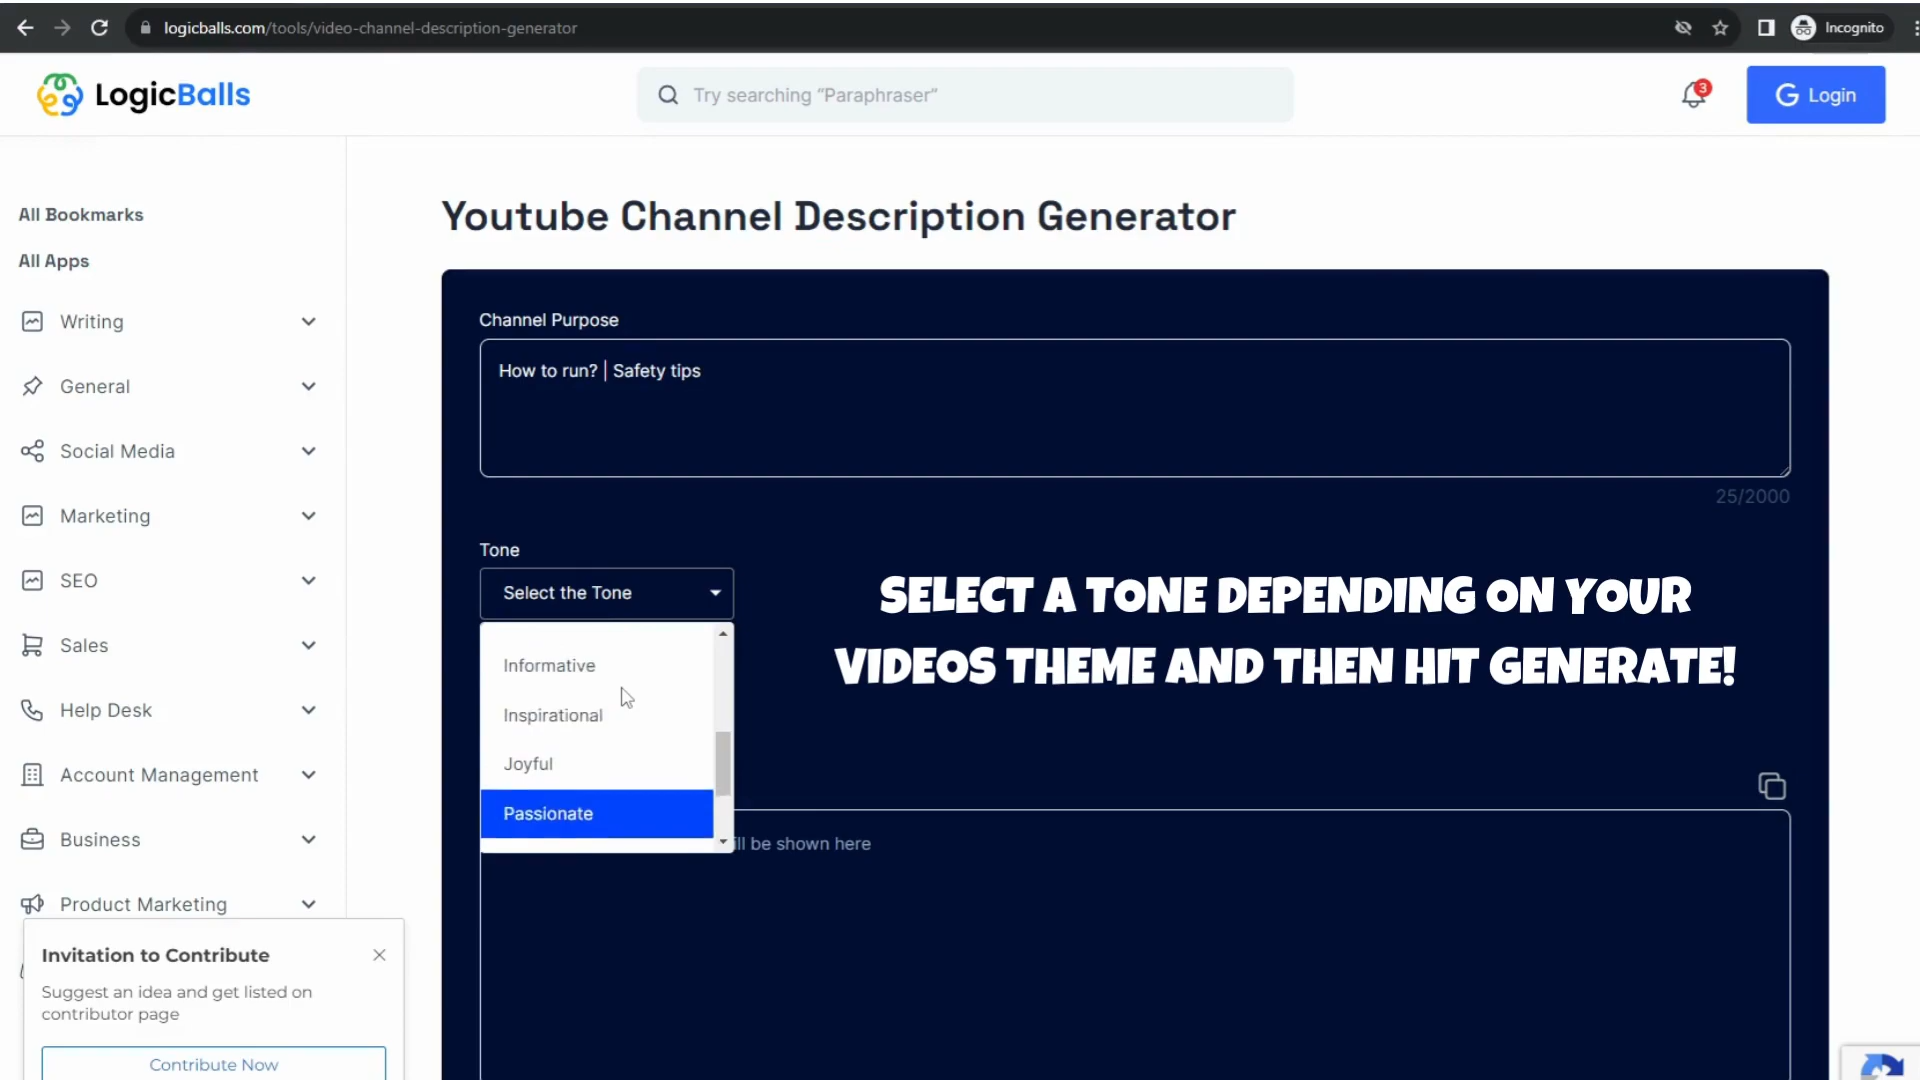 logicballs.com/tools/video-channel-description-generator
Incognito
LogicBalls
Try searching “Paraphraser”
3
Login
All Bookmarks
All Apps
Writing
General
Social Media
Marketing
SEO
Sales
Help Desk
Account Management
Business
Product Marketing
Invitation to Contribute
Suggest an idea and get listed on
contributor page
Contribute Now
Youtube Channel Description Generator
Channel Purpose
How to run? | Safety tips
25/2000
Tone
Select the Tone
Informative
Inspirational
Joyful
Passionate
SELECT A TONE DEPENDING ON YOUR
VIDEOS THEME AND THEN HIT GENERATE!
be shown here